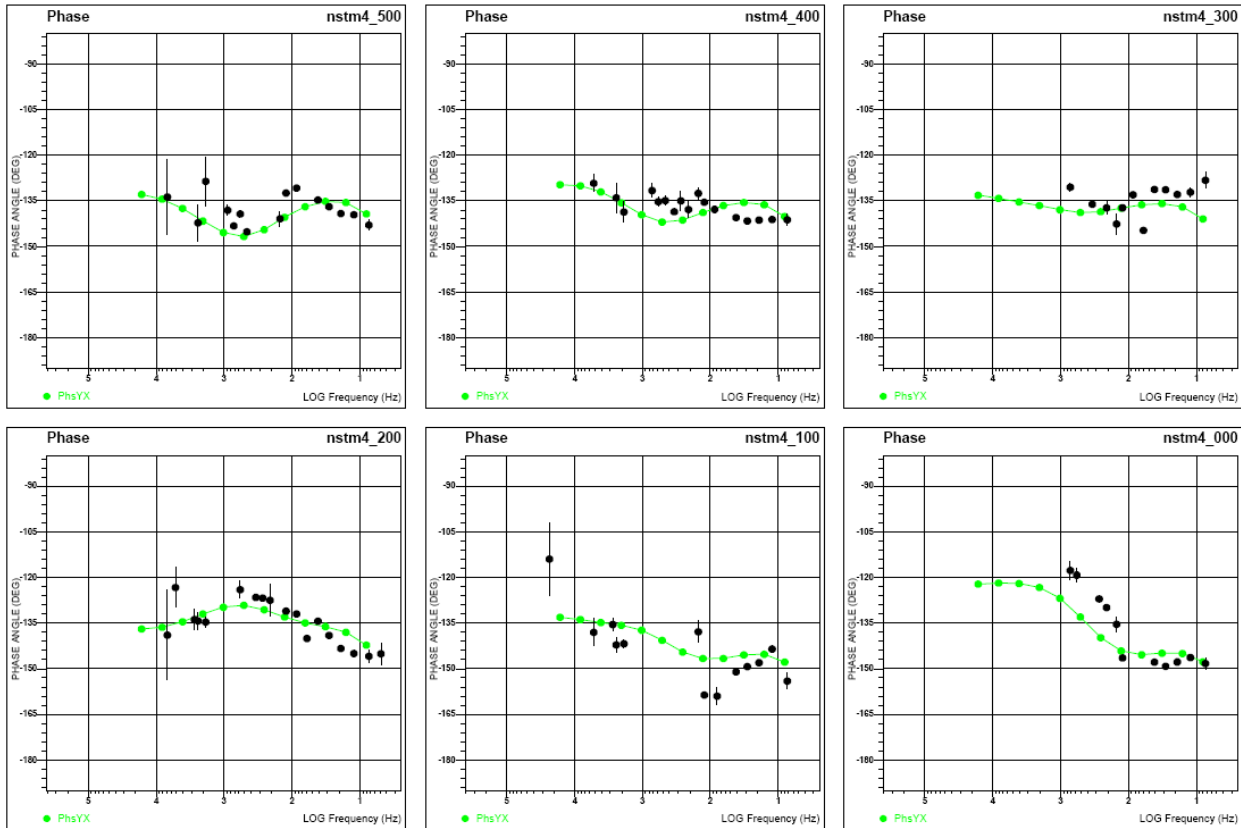 Phase nstm4_500
-90
-105
-120
-135
-150
-165
-180
PHASE ANGLE (DEG)
5 4 3 2 1
PhsYX LOG Frequency (Hz)
Phase nstm4_400
-90
-105
-120
-135
-150
-165
-180
PHASE ANGLE (DEG)
5 4 3 2 1
PhsYX LOG Frequency (Hz)
Phase nstm4_300
-90
-105
-120
-135
-150
-165
-180
PHASE ANGLE (DEG)
5 4 3 2 1
PhsYX LOG Frequency (Hz)
Phase nstm4_200
-90
-105
-120
-135
-150
-165
-180
PHASE ANGLE (DEG)
5 4 3 2 1
PhsYX LOG Frequency (Hz)
Phase nstm4_100
-90
-105
-120
-135
-150
-165
-180
PHASE ANGLE (DEG)
5 4 3 2 1
PhsYX LOG Frequency (Hz)
Phase nstm4_000
-90
-105
-120
-135
-150
-165
-180
PHASE ANGLE (DEG)
5 4 3 2 1
PhsYX LOG Frequency (Hz)